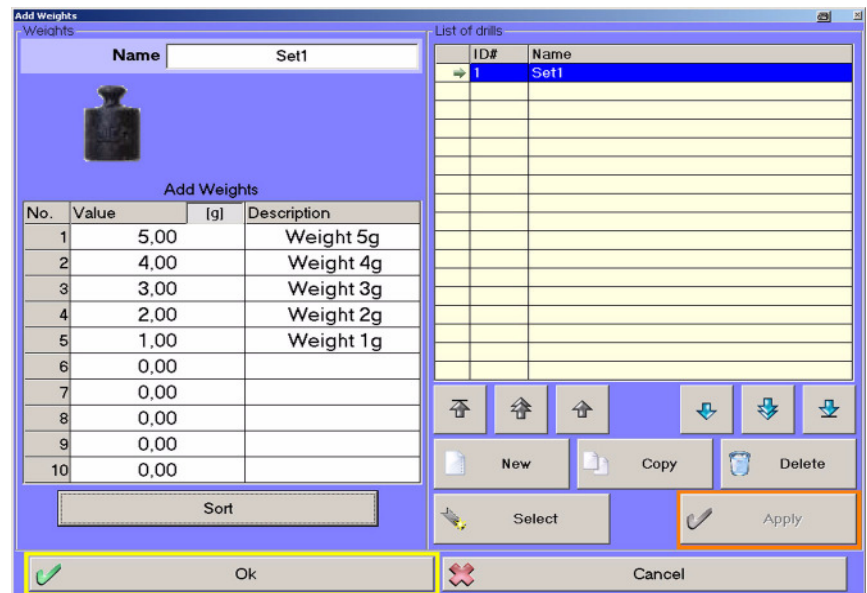 Add Weights
Weights
Name Set1
Add Weights
No. Value [g] Description
1 5,00 Weight 5g
2 4,00 Weight 4g
3 3,00 Weight 3g
4 2,00 Weight 2g
5 1,00 Weight 1g
6 0,00
7 0,00
8 0,00
9 0,00
10 0,00
Sort
List of drills
ID# Name
1 Set1
New Copy Delete
Select Apply
Ok Cancel